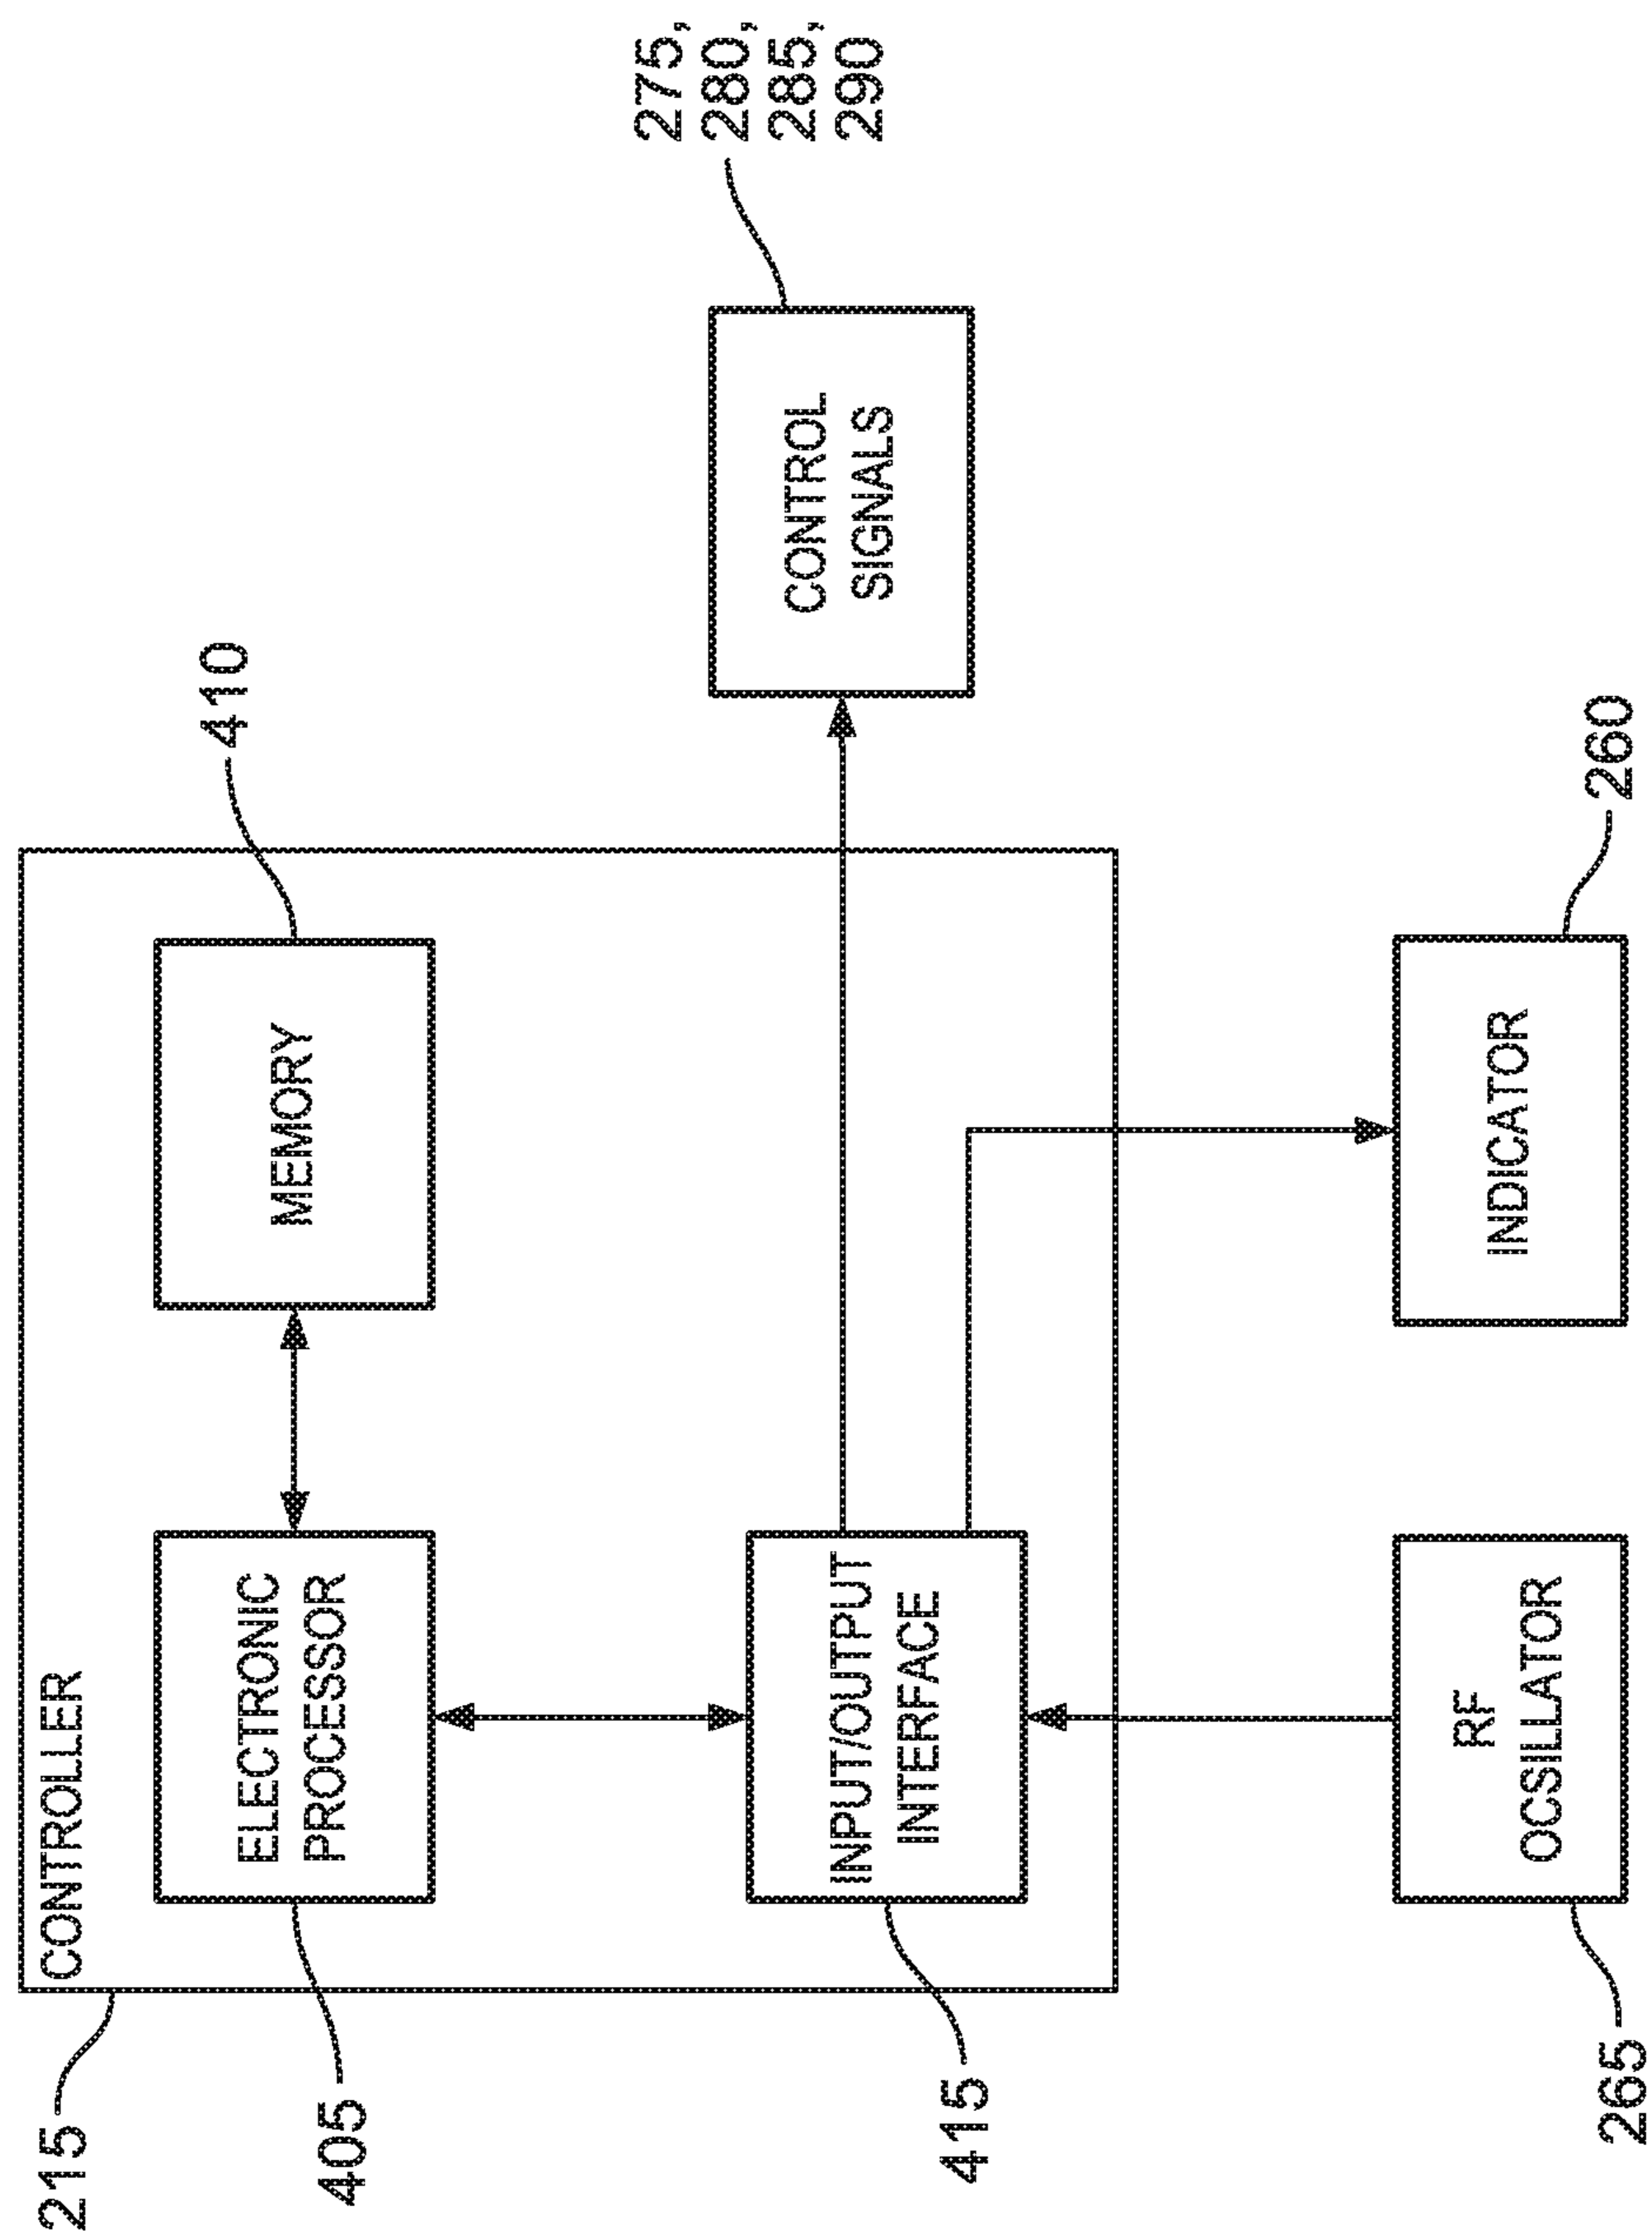 215
CONTROLLER
405
ELECTRONIC
PROCESSOR
MEMORY
410
415
INPUT/OUTPUT
INTERFACE
CONTROL
SIGNALS
275,
280,
285,
290
265
RF
OCSILLATOR
INDICATOR
260